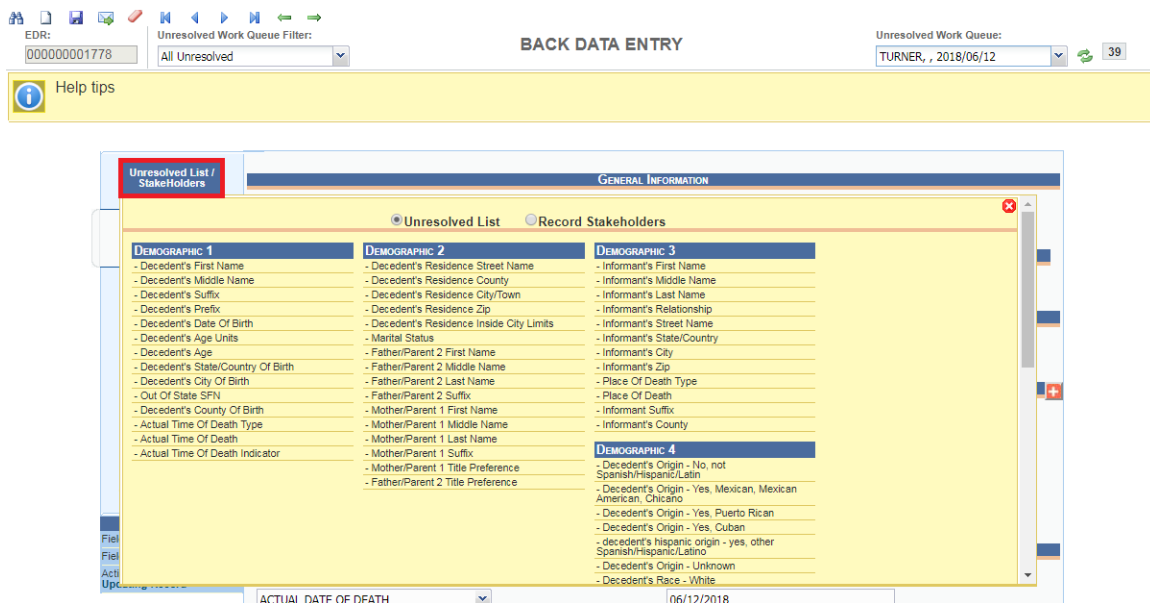 EDR:
Unresolved Work Queue Filter:
Unresolved Work Queue:
000000001778
All Unresolved
BACK DATA ENTRY
TURNER, , 2018/06/12
39
Help tips
Unresolved List /
StakeHolders
GENERAL INFORMATION
Unresolved List
Record Stakeholders
DEMOGRAPHIC 1
- Decedent's First Name
- Decedent's Middle Name
- Decedent's Suffix
- Decedent's Prefix
- Decedent's Date Of Birth
- Decedent's Age Units
- Decedent's Age
- Decedent's State/Country Of Birth
- Decedent's City Of Birth
- Out Of State SFN
- Decedent's County Of Birth
- Actual Time Of Death Type
- Actual Time Of Death
- Actual Time Of Death Indicator
DEMOGRAPHIC 2
- Decedent's Residence Street Name
- Decedent's Residence County
- Decedent's Residence City/Town
- Decedent's Residence Zip
- Decedent's Residence Inside City Limits
- Marital Status
- Father/Parent 2 First Name
- Father/Parent 2 Middle Name
- Father/Parent 2 Last Name
- Father/Parent 2 Suffix
- Mother/Parent 1 First Name
- Mother/Parent 1 Middle Name
- Mother/Parent 1 Last Name
- Mother/Parent 1 Suffix
- Mother/Parent 1 Title Preference
- Father/Parent 2 Title Preference
DEMOGRAPHIC 3
- Informant's First Name
- Informant's Middle Name
- Informant's Last Name
- Informant's Relationship
- Informant's Street Name
- Informant's State/Country
- Informant's City
- Informant's Zip
- Place Of Death Type
- Place Of Death
- Informant Suffix
- Informant's County
DEMOGRAPHIC 4
- Decedent's Origin - No, not
Spanish/Hispanic/Latin
- Decedent's Origin - Yes, Mexican, Mexican
American, Chicano
- Decedent's Origin - Yes, Puerto Rican
- Decedent's Origin - Yes, Cuban
- decedent's hispanic origin - yes, other
Spanish/Hispanic/Latino
- Decedent's Origin - Unknown
- Decedent's Race - White
ACTUAL DATE OF DEATH
06/12/2018